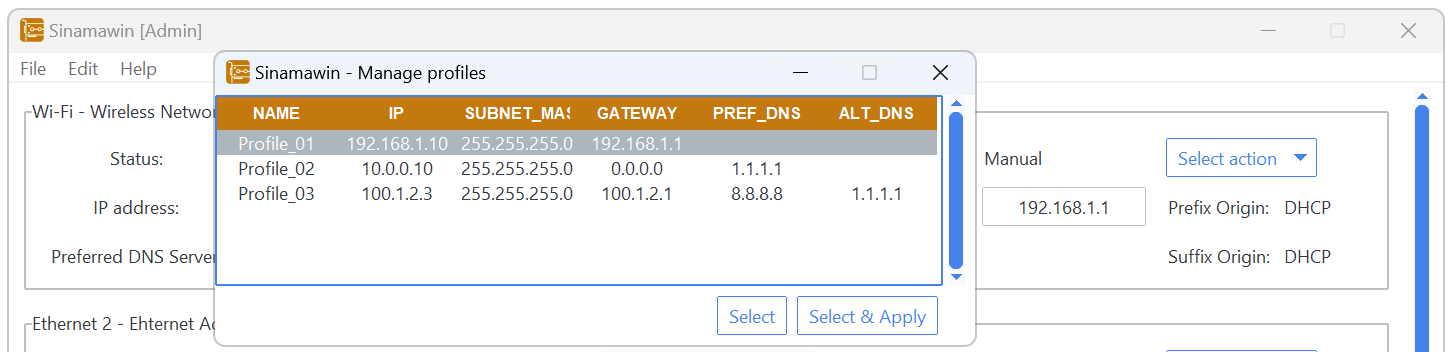 Sinamawin [Admin]
File Edit Help
Sinamawin - Manage profiles
NAME IP SUBNET_MAS GATEWAY PREF_DNS ALT_DNS
Profile_01 192.168.1.10 255.255.255.0 192.168.1.1
Profile_02 10.0.0.10 255.255.255.0 0.0.0.0 1.1.1.1
Profile_03 100.1.2.3 255.255.255.0 100.1.2.1 8.8.8.8 1.1.1.1
Select Select & Apply
Wi-Fi - Wireless Networ
Status: Manual Select action
IP address: 192.168.1.1 Prefix Origin: DHCP
Preferred DNS Server Suffix Origin: DHCP
Ethernet 2 - Ehternet Ac